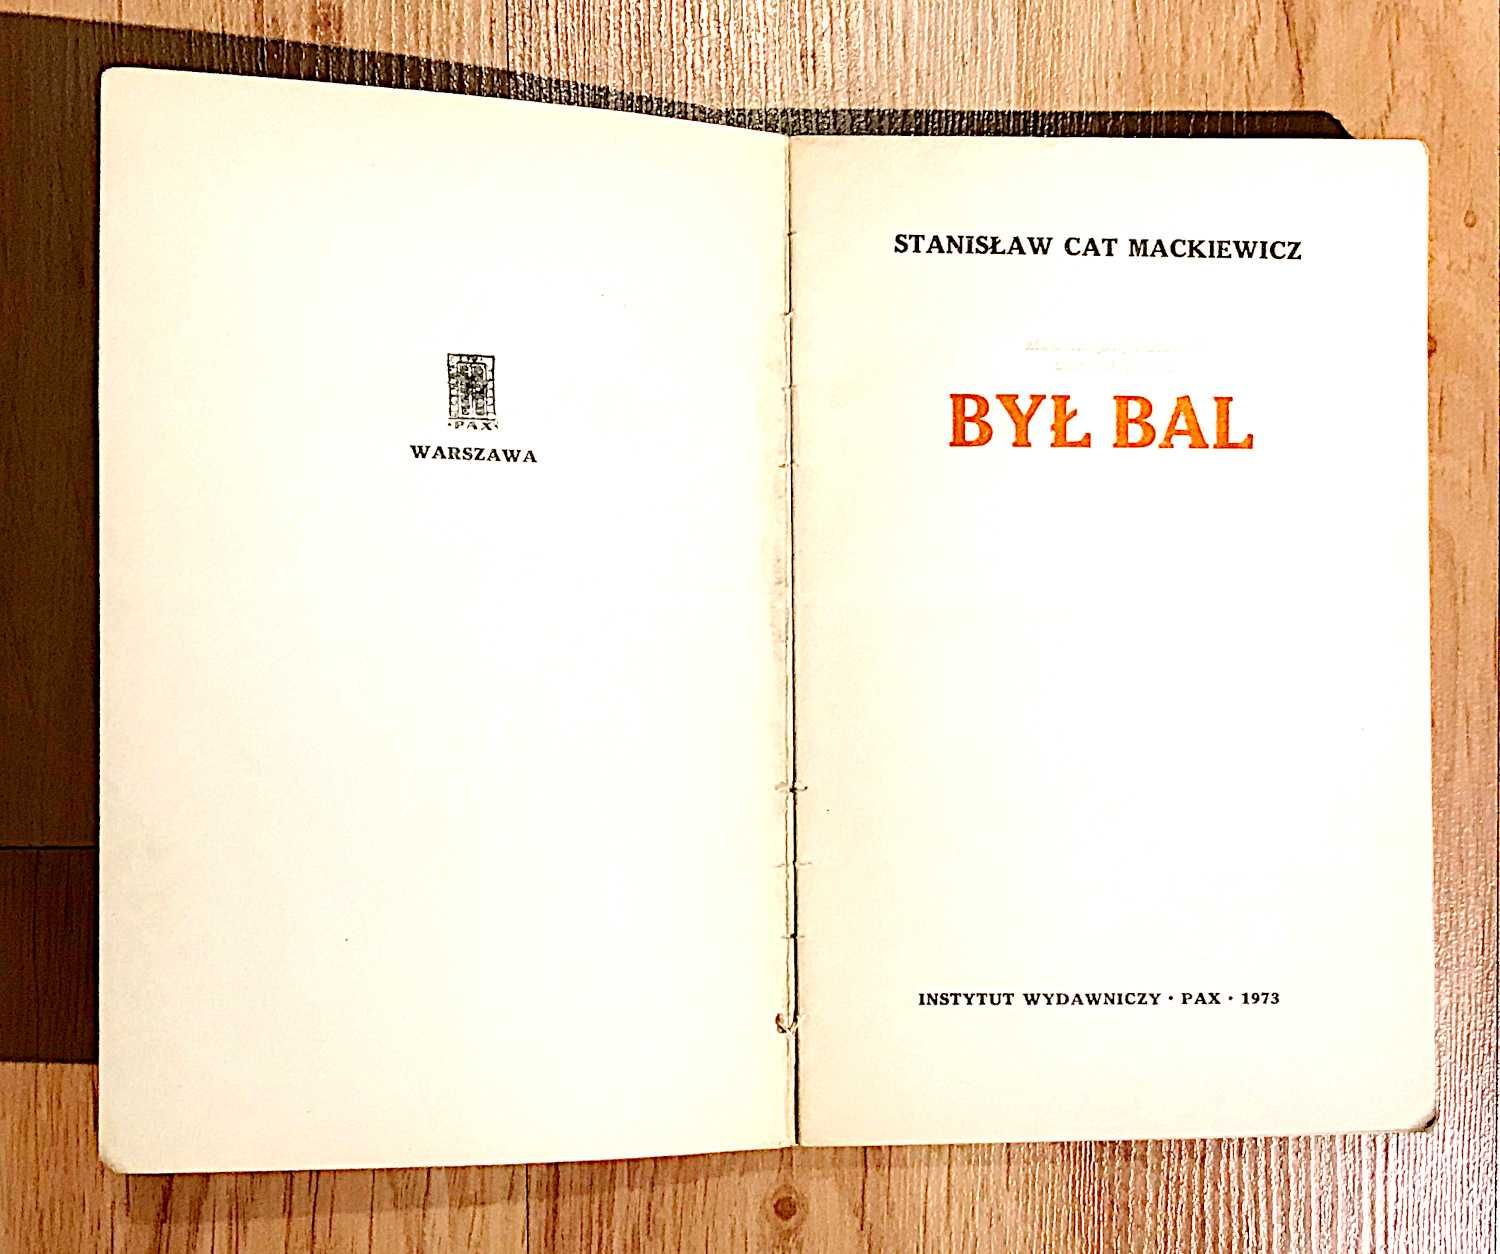 PAX
WARSZAWA
STANISŁAW CAT MACKIEWICZ
BYŁ BAL
INSTYTUT WYDAWNICZY • PAX • 1973